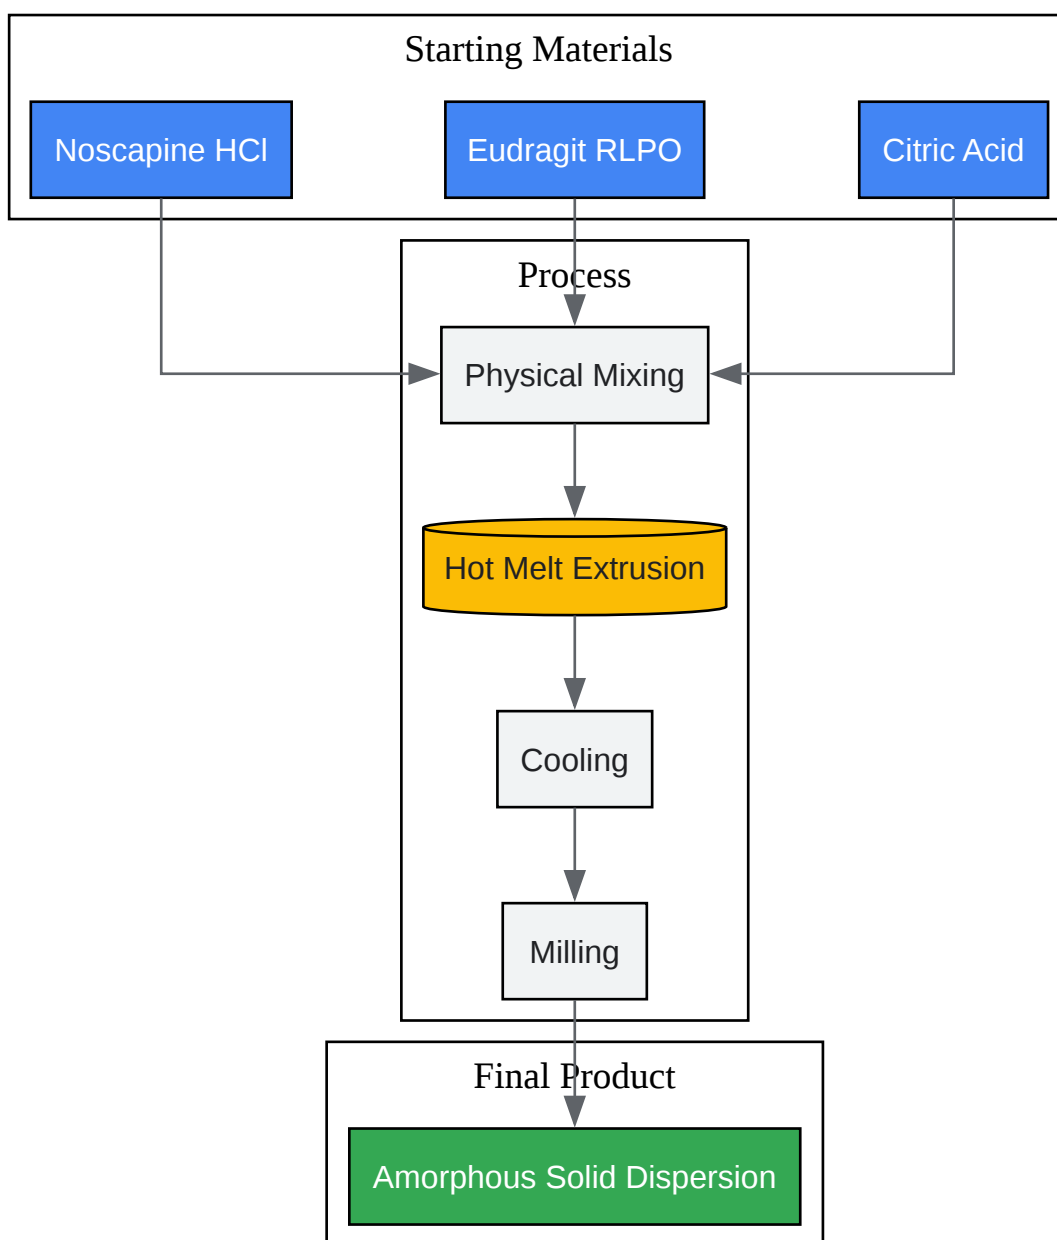 Starting Materials
Noscapine HCl
Eudragit RLPO
Citric Acid
Process
Physical Mixing
Hot Melt Extrusion
Cooling
Milling
Final Product
Amorphous Solid Dispersion